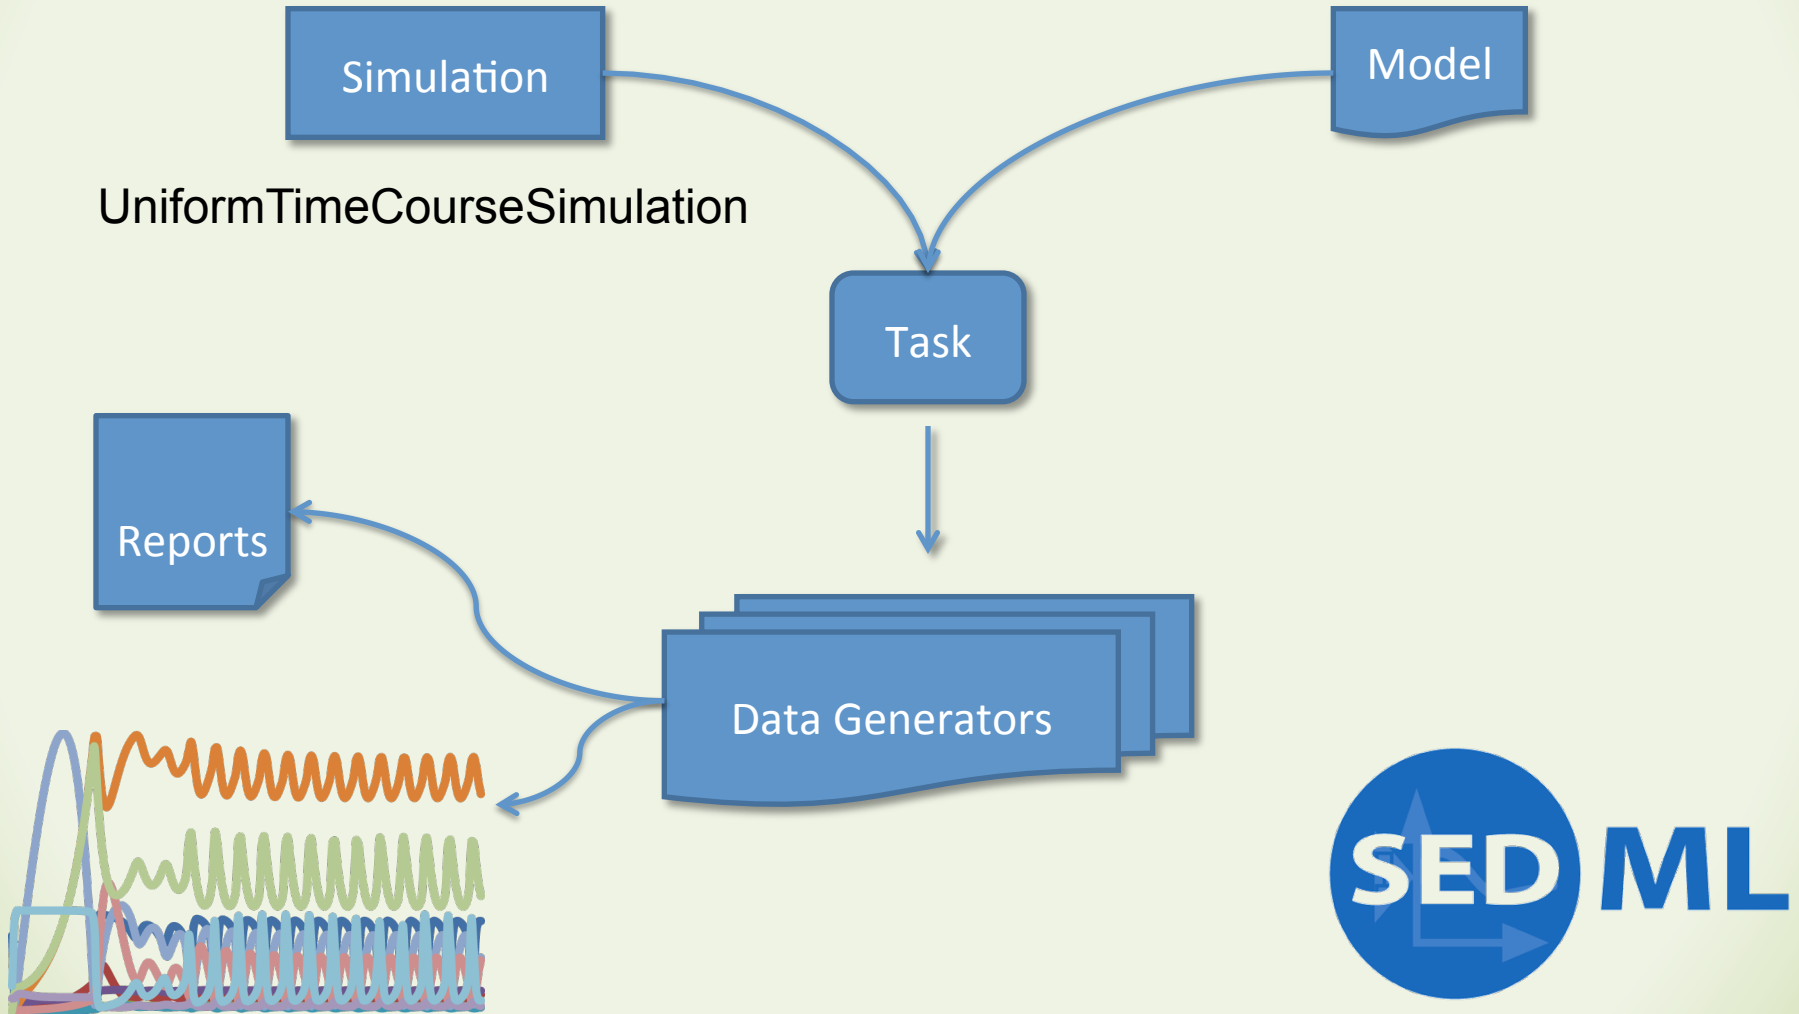 Simulation
Model
UniformTimeCourseSimulation
Task
Reports
Data Generators
SED ML